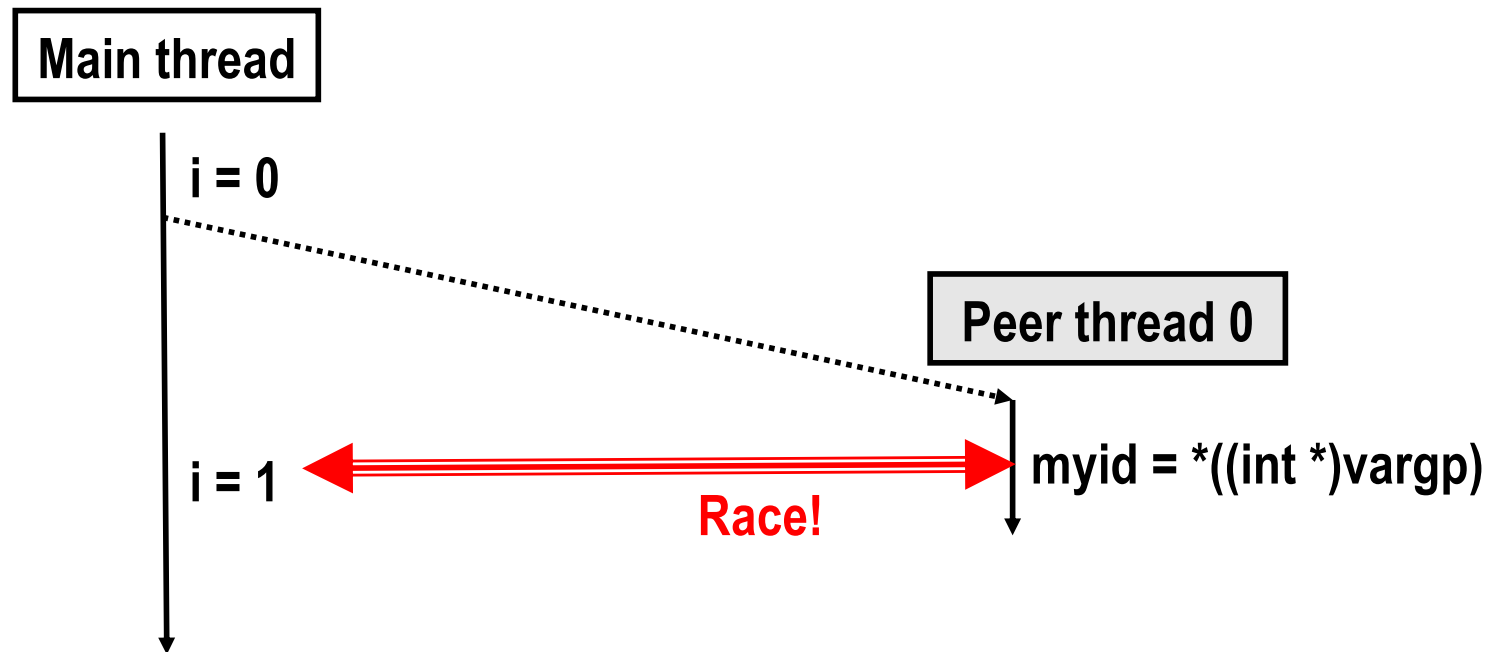 Main thread
i = 0
Peer thread 0
i = 1
myid = *((int *)vargp)
Race!